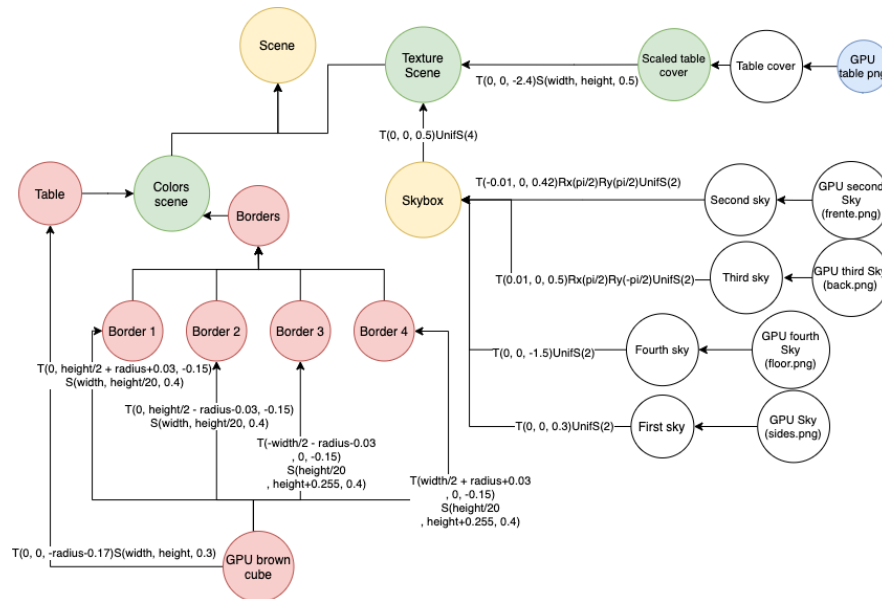 Scene
Texture
Scene
Scaled table
cover
Table cover
GPU
table png
T(0, 0, -2.4)S(width, height, 0.5)
T(0, 0, 0.5)UnifS(4)
Table
Colors
scene
Borders
Skybox
T(-0.01, 0, 0.42)Rx(pi/2)Ry(pi/2)UnifS(2)
Second sky
GPU second
Sky
(frente.png)
T(0.01, 0, 0.5)Rx(pi/2)Ry(-pi/2)UnifS(2)
Third sky
GPU third Sky
(back.png)
Border 1
Border 2
Border 3
Border 4
T(0, 0, -1.5)UnifS(2)
Fourth sky
GPU fourth
Sky
(floor.png)
T(0, height/2 + radius+0.03, -0.15)
S(width, height/20, 0.4)
T(0, height/2 - radius-0.03, -0.15)
S(width, height/20, 0.4)
T(-width/2 - radius-0.03
, 0, -0.15)
S(height/20
, height+0.255, 0.4)
T(width/2 + radius+0.03
, 0, -0.15)
S(height/20
, height+0.255, 0.4)
T(0, 0, 0.3)UnifS(2)
First sky
GPU Sky
(sides.png)
T(0, 0, -radius-0.17)S(width, height, 0.3)
GPU brown
cube